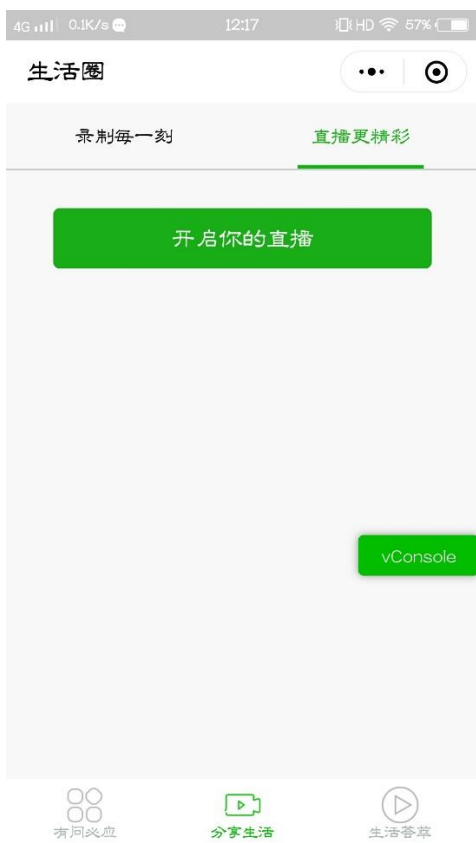 4G 0.1K/s 12:17 HD 57%
生活圈
录制每一刻 直播更精彩
开启你的直播
vConsole
有问必应 分享生活 生活荟萃